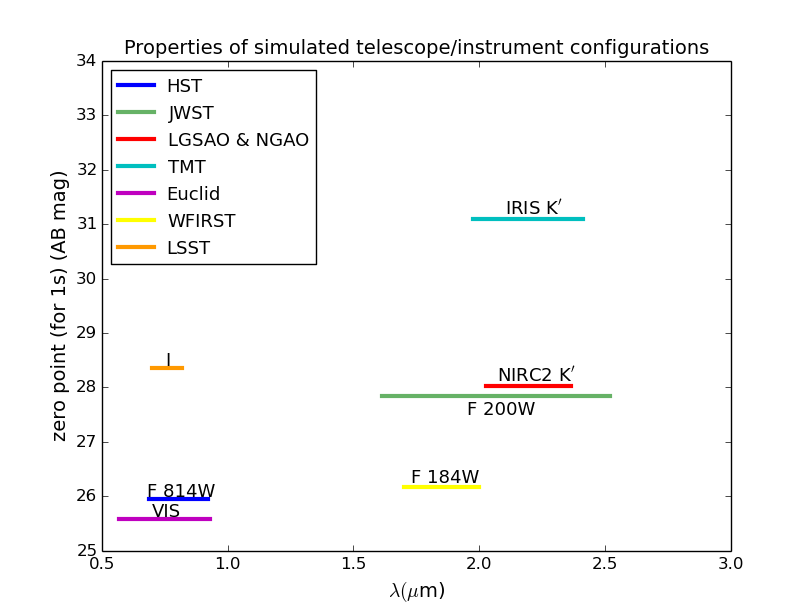 Properties of simulated telescope/instrument configurations
zero point (for 1s) (AB mag)
34
33
32
31
30
29
28
27
26
25
HST
JWST
LGSAO & NGAO
TMT
Euclid
WFIRST
LSST
IRIS K′
I
NIRC2 K′
F 200W
F 184W
F 814W
VIS
0.5 1.0 1.5 2.0 2.5 3.0
λ(μm)